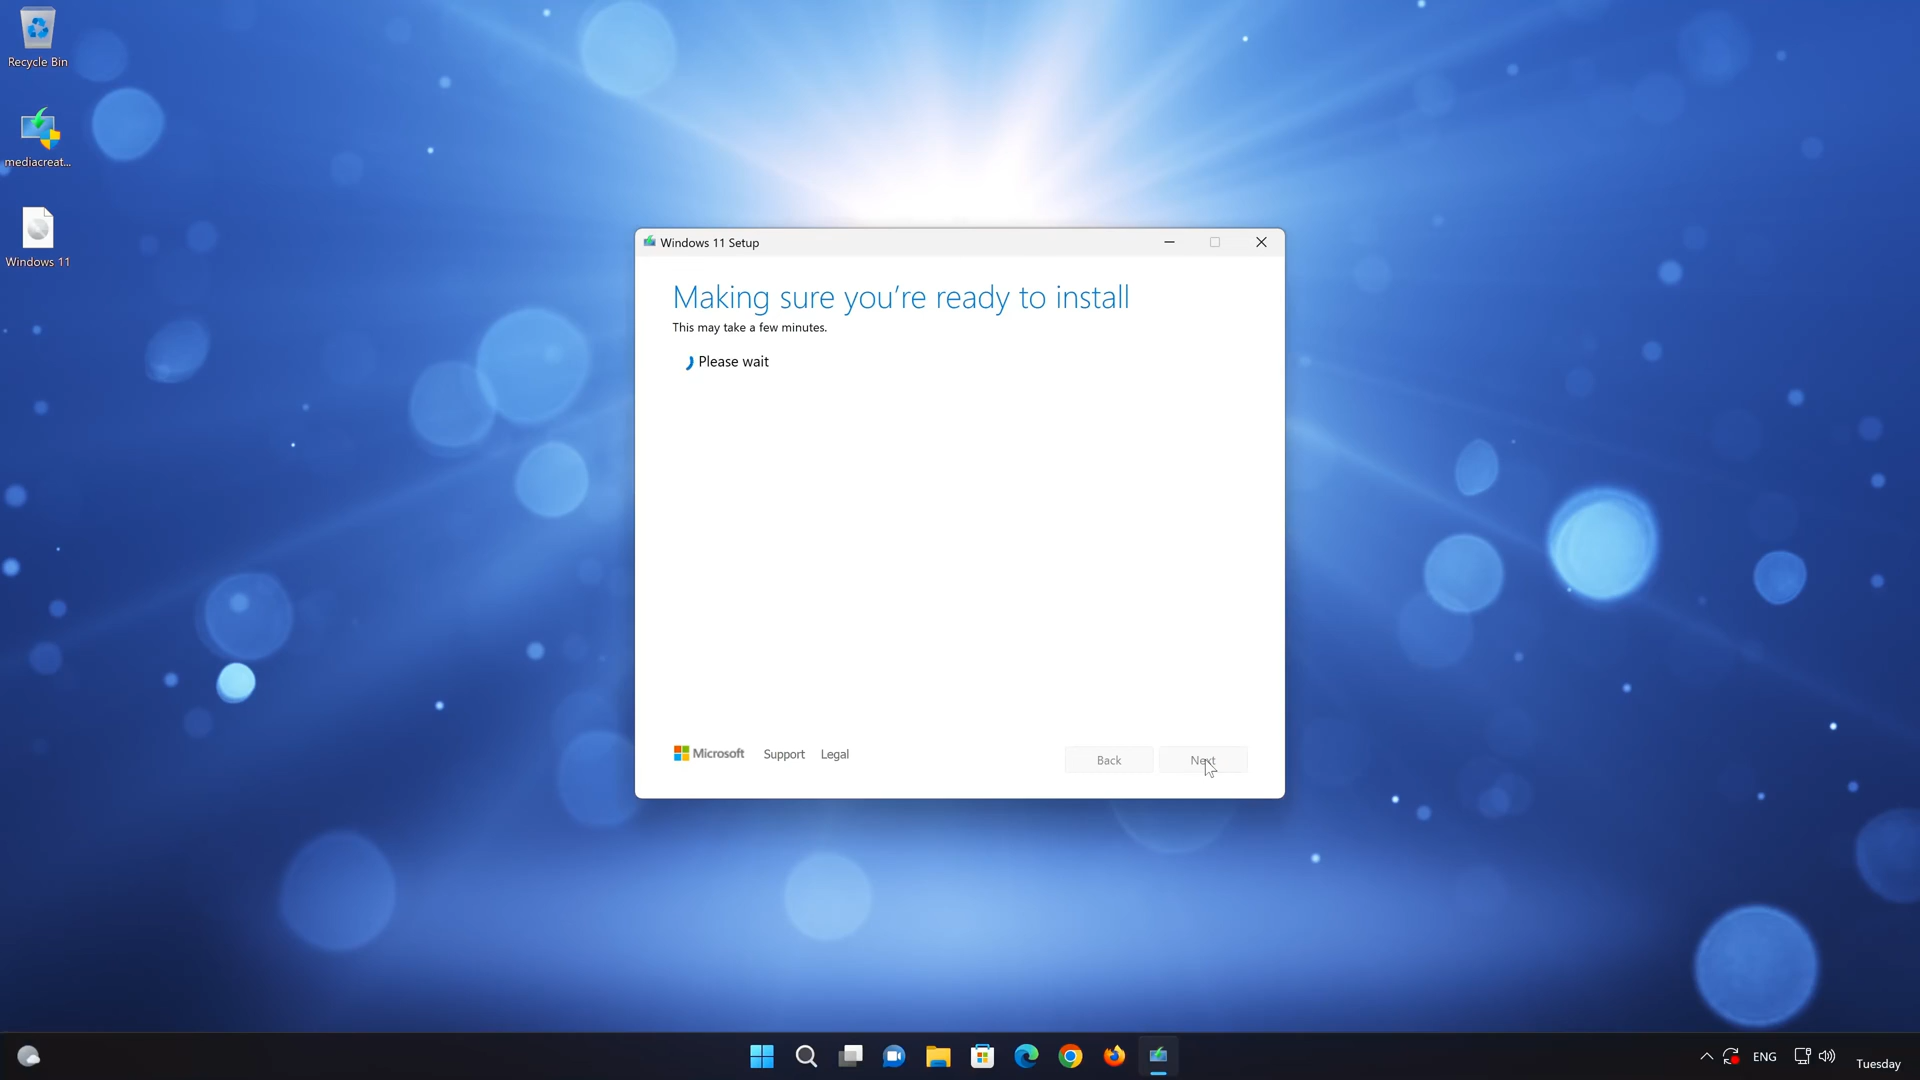 Recycle Bin
mediacreat...
Windows 11
Windows 11 Setup
Making sure you're ready to install
This may take a few minutes.
Please wait
Microsoft
Support
Legal
Back
Next
ENG
Tuesday